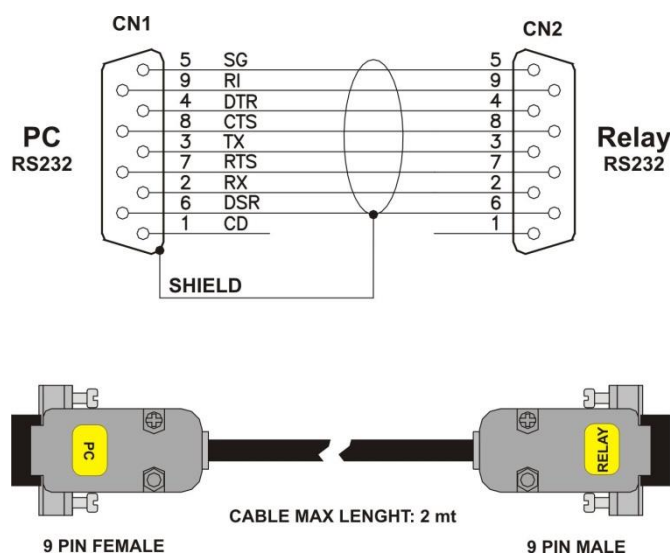 CN1 CN2
5 SG 5
9 RI 9
4 DTR 4
8 CTS 8
3 TX 3
7 RTS 7
2 RX 2
6 DSR 6
1 CD 1
PC
RS232
Relay
RS232
SHIELD
PC
RELAY
CABLE MAX LENGHT: 2 mt
9 PIN FEMALE 9 PIN MALE